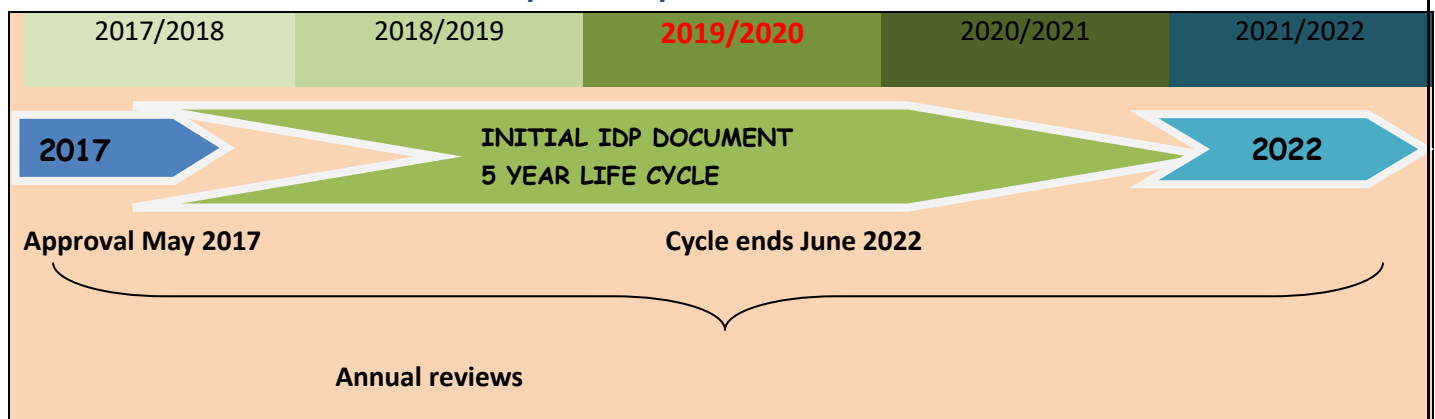 2017/2018 2018/2019 2019/2020 2020/2021 2021/2022
2017 INITIAL IDP DOCUMENT 2022
5 YEAR LIFE CYCLE
Approval May 2017 Cycle ends June 2022
Annual reviews